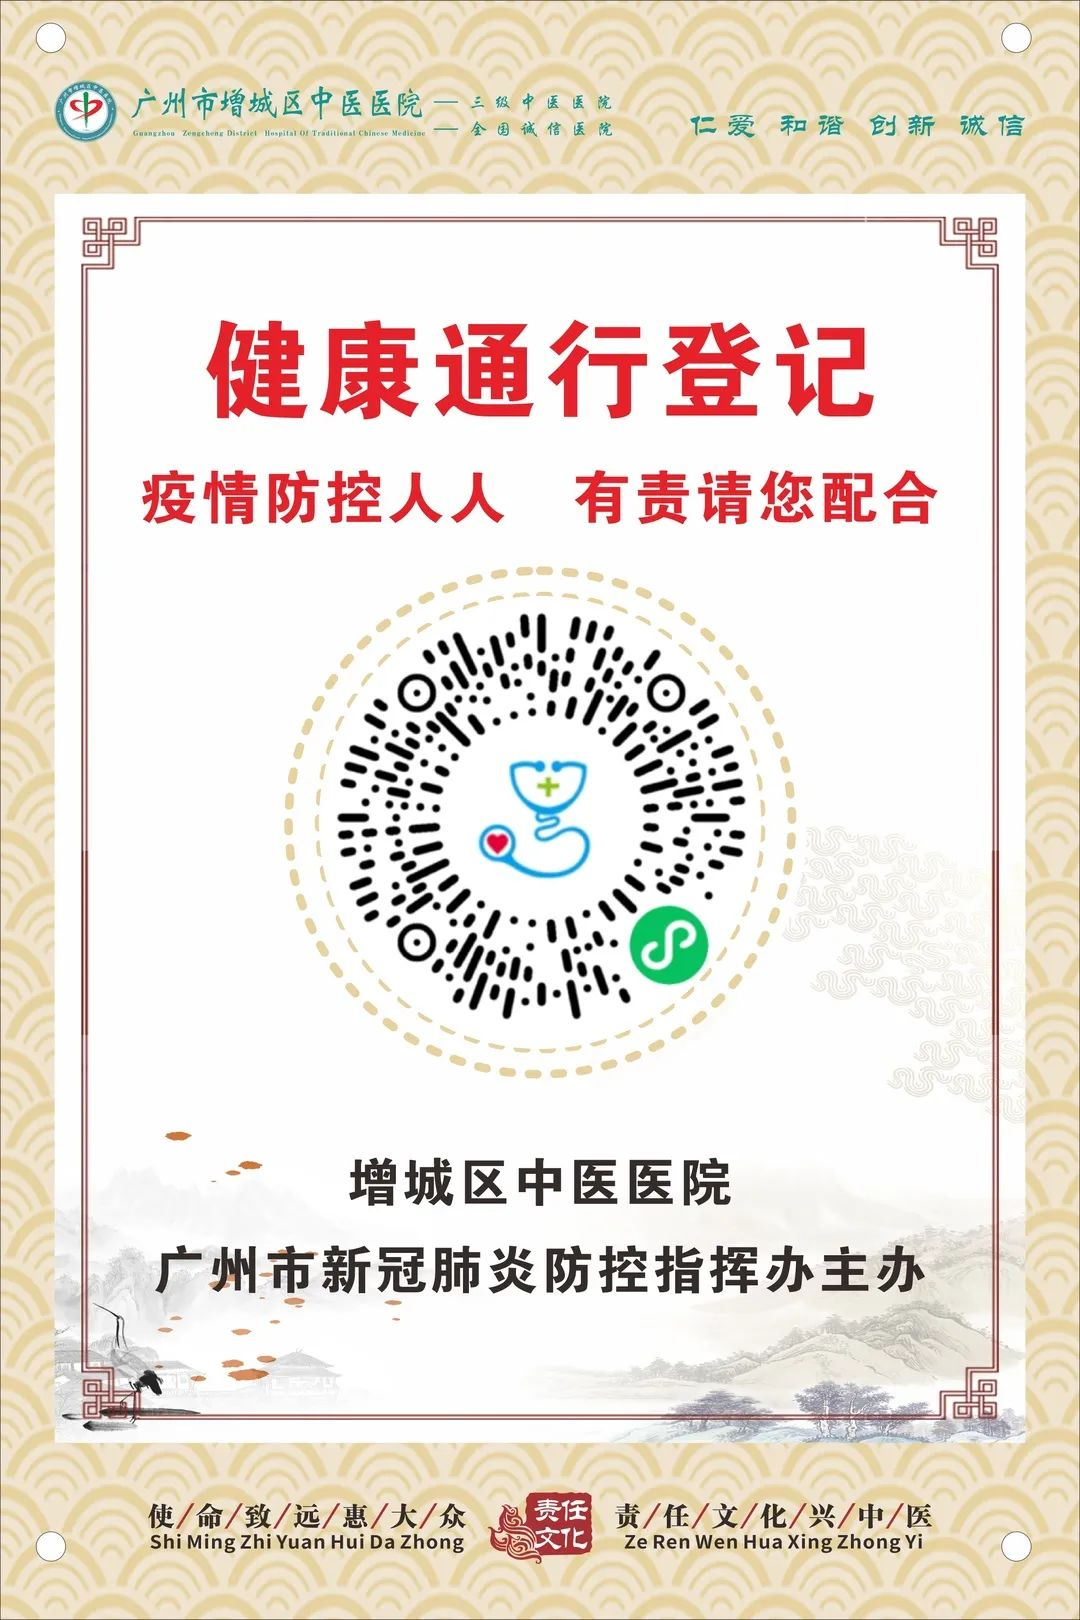 广州市增城区中医医院
Guangzhou Zengcheng District Hospital Of Traditional Chinese Medicine
三级中医医院
全国诚信医院
仁爱 和谐 创新 诚信
健康通行登记
疫情防控人人 有责请您配合
增城区中医医院
广州市新冠肺炎防控指挥办主办
使/命/致/远/惠/大/众
Shi Ming Zhi Yuan Hui Da Zhong
责任
文化
责/任/文/化/兴/中/医
Ze Ren Wen Hua Xing Zhong Yi